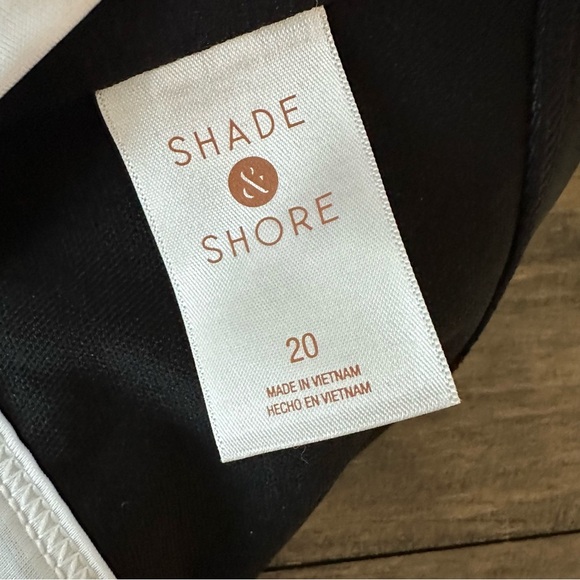 SHADE
&
SHORE
20
MADE IN VIETNAM
HECHO EN VIETNAM